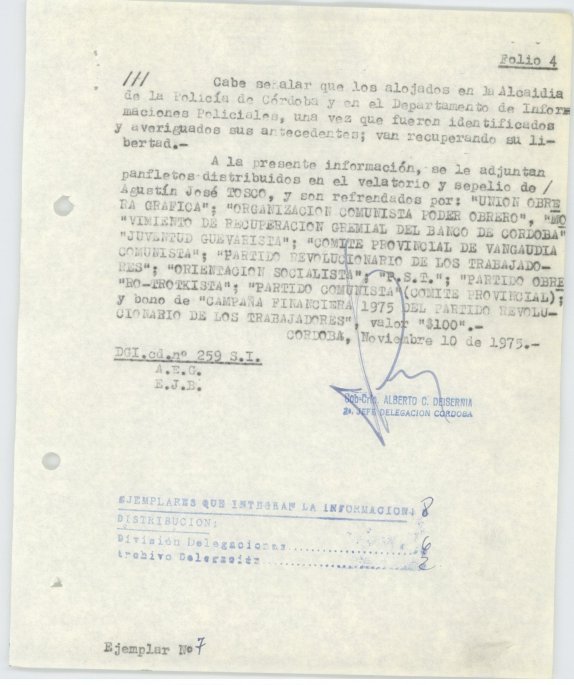 Folio 4
/// Cabe señalar que los alojados en la Alcaidia
de la Policía de Córdoba y en el Departamento de Infor
maciones Policiales, una vez que fueron identificados
y averiguados sus antecedentes; van recuperando su li-
bertad.-
A la presente información, se le adjuntan
panfletos distribuidos en el velatorio y sepelio de /
Agustín José TOSCO, y son refrendados por: "UNION OBRE
RA GRAFICA"; "ORGANIZACION COMUNISTA PODER OBRERO", "MO
"VIMIENTO DE RECUPERACION GREMIAL DEL BANCO DE CORDOBA"
"JUVENTUD GUEVARISTA"; "COMITE PROVINCIAL DE VANGAUDIA
COMUNISTA"; "PARTIDO REVOLUCIONARIO DE LOS TRABAJADO-
RES"; "ORIENTACION SOCIALISTA"; "P.S.T."; "PARTIDO OBRE
"RO-TROTKISTA"; "PARTIDO COMUNISTA"(COMITE PROVINCIAL);
y bono de "CAMPAÑA FINANCIERA 1975 DEL PARTIDO REVOLU-
CIONARIO DE LOS TRABAJADORES", valor "$100".-
CORDOBA, Noviembre 10 de 1975.-
DGI.cd.nº 259 S.I.
A.E.G.
E.J.B.
ALBERTO C. DEISERNIA
2º JEFE DELEGACION CORDOBA
EJEMPLARES QUE INTEGRAN LA INFORMACION: 8
DISTRIBUCION:
División Delegaciones.......... 6
Archivo Delegación.......... 2
Ejemplar Nº 7